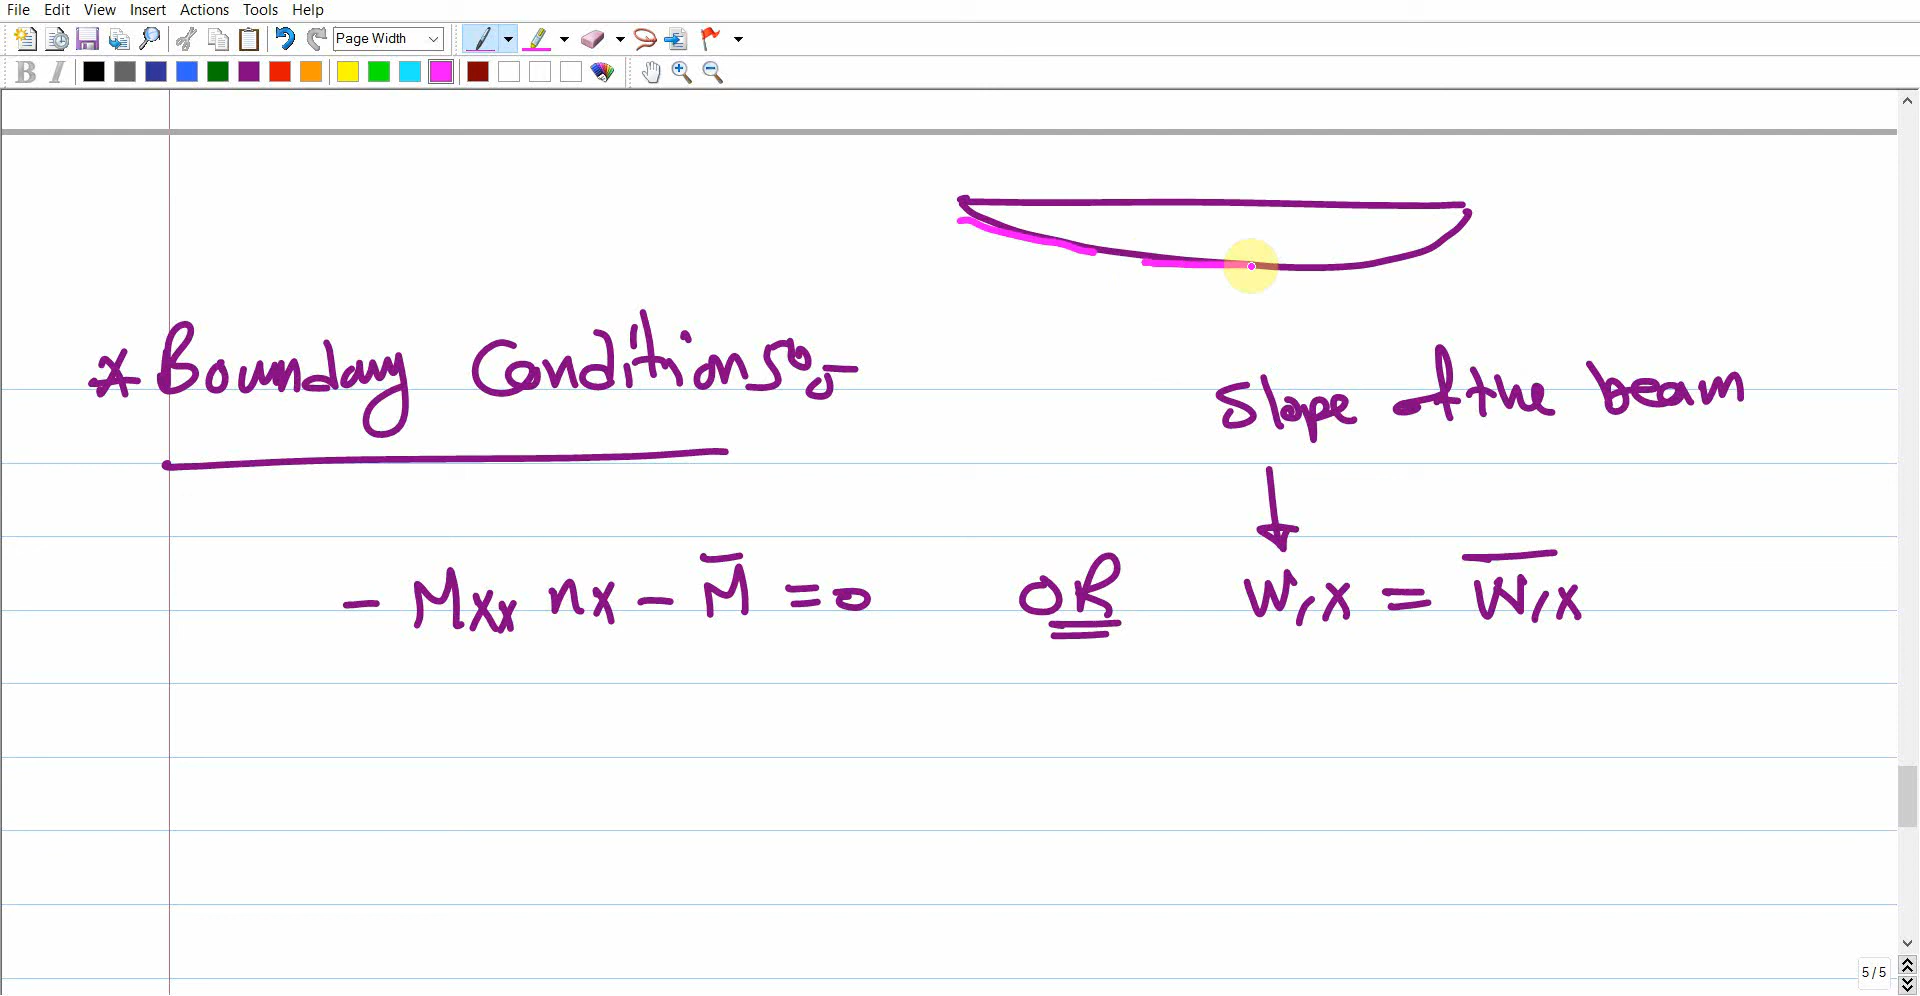 File Edit View Insert Actions Tools Help
Page Width
B I
* Boundary Conditions :-
slope of the beam
- Mxx nx - M̅ = 0 OR w,x = \overline{w,x}
5 / 5